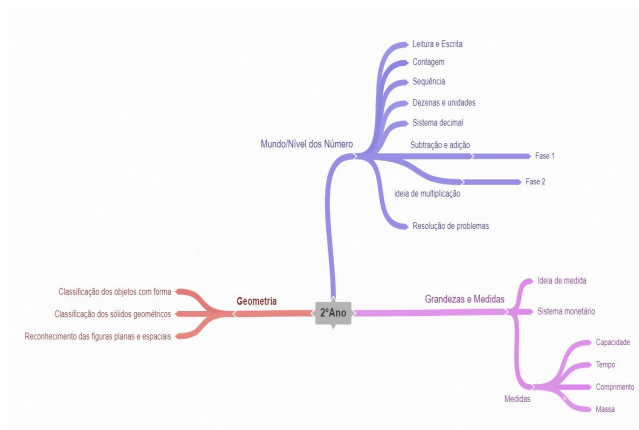 Leitura e Escrita
Contagem
Sequência
Dezenas e unidades
Sistema decimal
Mundo/Nível dos Número
Subtração e adição
Fase 1
Fase 2
ideia de multiplicação
Resolução de problemas
Classificação dos objetos com forma
Classificação dos sólidos geométricos
Reconhecimento das figuras planas e espaciais
Geometria
2°Ano
Grandezas e Medidas
Ideia de medida
Sistema monetário
Medidas
Capacidade
Tempo
Comprimento
Massa